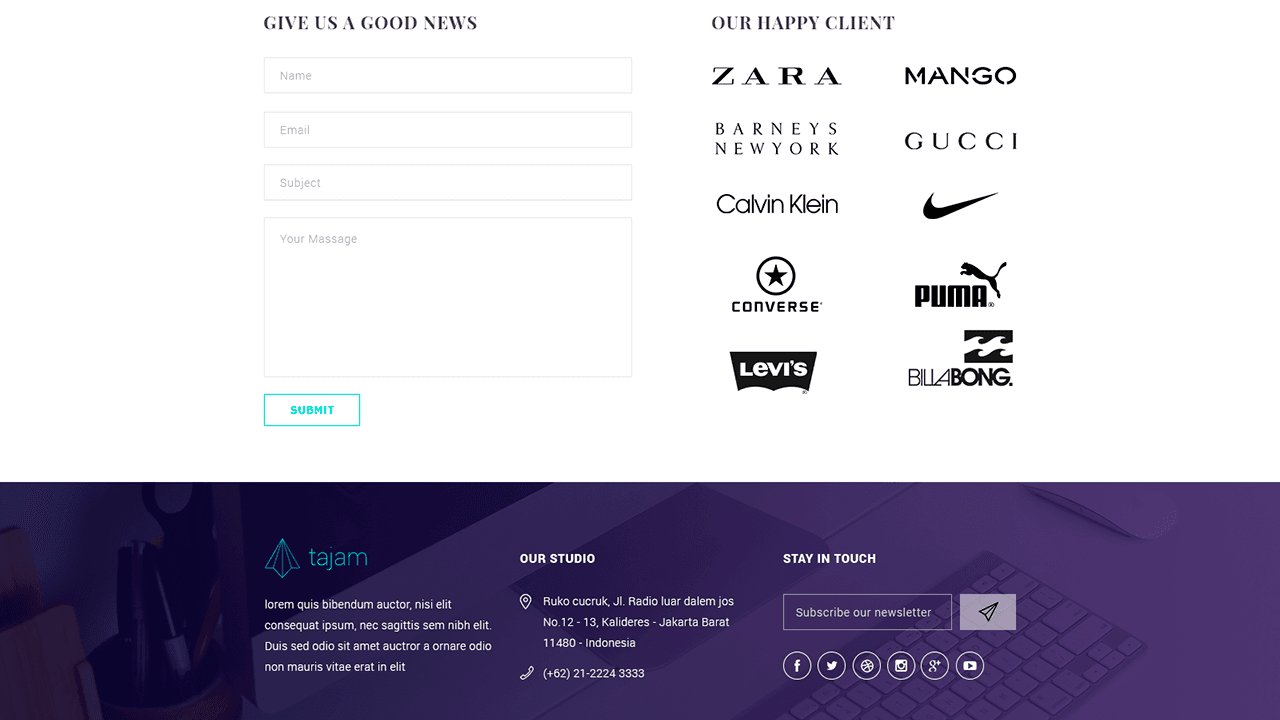 GIVE US A GOOD NEWS
Name
Email
Subject
Your Massage
SUBMIT
OUR HAPPY CLIENT
ZARA
MANGO
BARNEYS
NEWYORK
GUCCI
Calvin Klein
CONVERSE®
PUMA®
LEVI'S®
BILLABONG.
tajam
lorem quis bibendum auctor, nisi elit
consequat ipsum, nec sagittis sem nibh elit.
Duis sed odio sit amet auctror a ornare odio
non mauris vitae erat in elit
OUR STUDIO
Ruko cucruk, Jl. Radio luar dalem jos
No.12 - 13, Kalideres - Jakarta Barat
11480 - Indonesia
(+62) 21-2224 3333
STAY IN TOUCH
Subscribe our newsletter